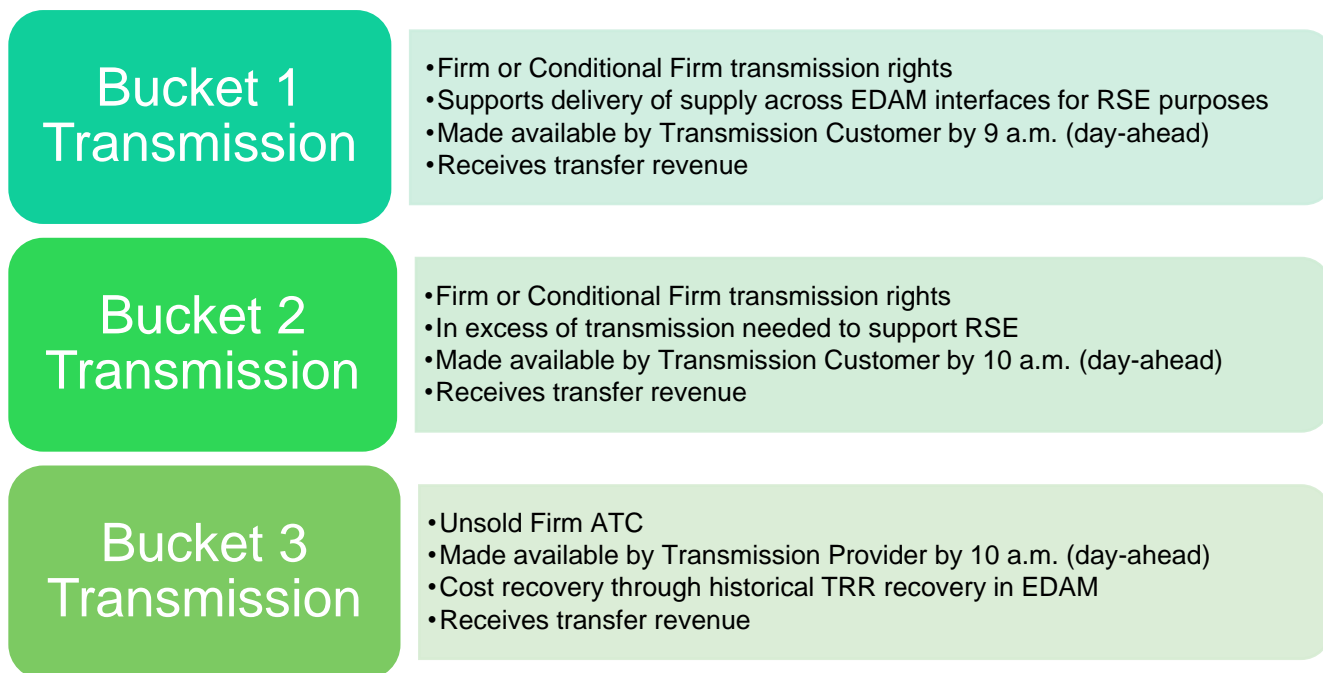 Bucket 1
Transmission
•Firm or Conditional Firm transmission rights
•Supports delivery of supply across EDAM interfaces for RSE purposes
•Made available by Transmission Customer by 9 a.m. (day-ahead)
•Receives transfer revenue
Bucket 2
Transmission
•Firm or Conditional Firm transmission rights
•In excess of transmission needed to support RSE
•Made available by Transmission Customer by 10 a.m. (day-ahead)
•Receives transfer revenue
Bucket 3
Transmission
•Unsold Firm ATC
•Made available by Transmission Provider by 10 a.m. (day-ahead)
•Cost recovery through historical TRR recovery in EDAM
•Receives transfer revenue